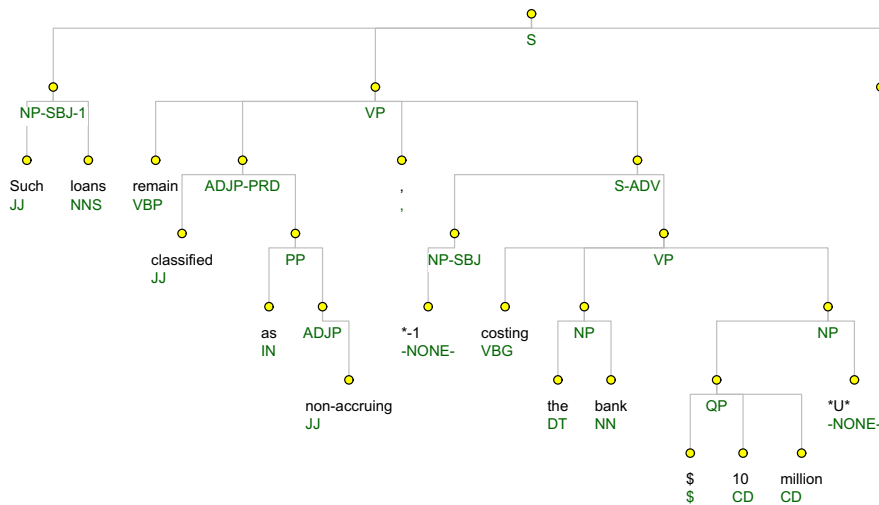 S
NP-SBJ-1 VP
Such loans remain ADJP-PRD , S-ADV
JJ NNS VBP ,
classified PP NP-SBJ VP
JJ
as ADJP *-1 costing NP NP
IN -NONE- VBG
non-accruing the bank QP *U*
JJ DT NN -NONE-
$ 10 million
$ CD CD